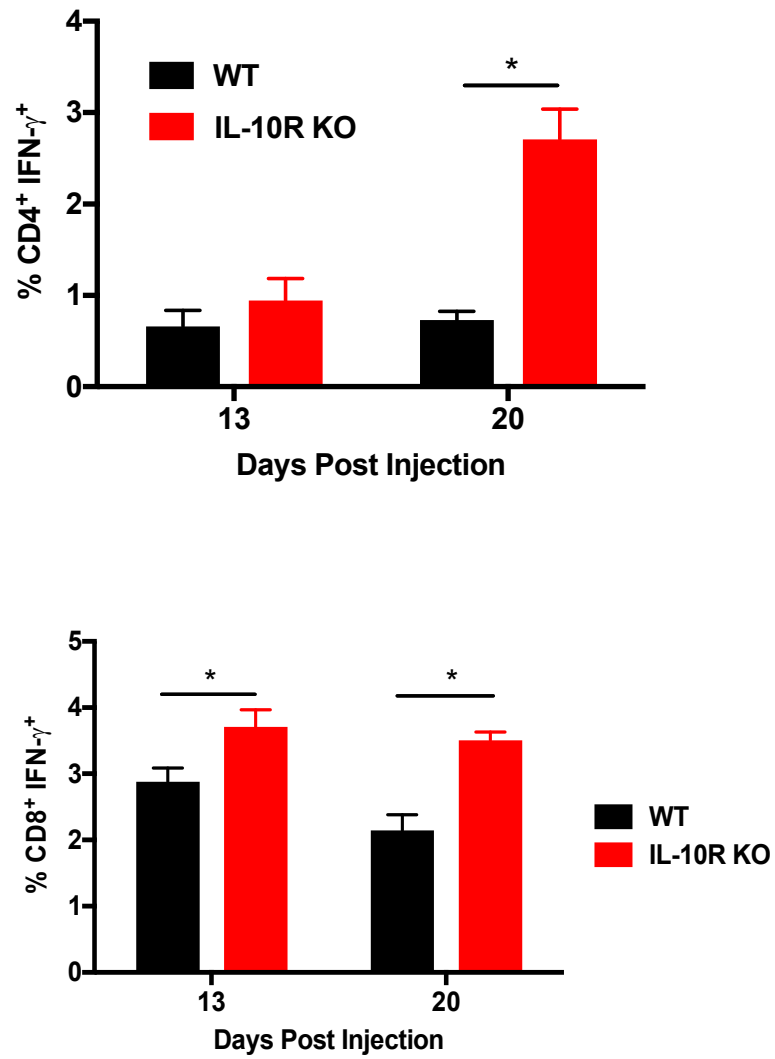 4
WT
*
IL-10R KO
3
% CD4⁺ IFN-γ⁺
2
1
0
13
20
Days Post Injection
5
*
*
4
% CD8⁺ IFN-γ⁺
3
WT
2
IL-10R KO
1
0
13
20
Days Post Injection